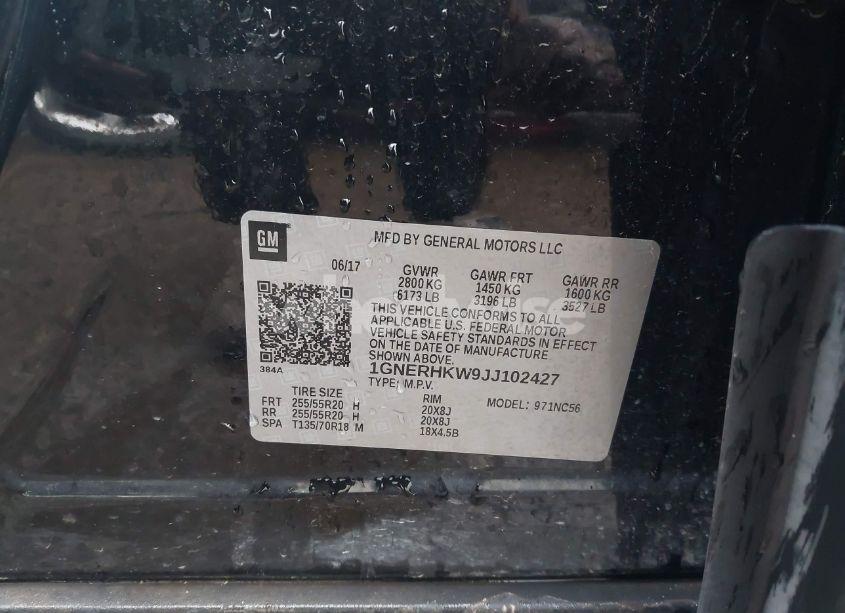 GM
MFD BY GENERAL MOTORS LLC
06/17 GVWR GAWR FRT GAWR RR
2800 KG 1450 KG 1600 KG
6173 LB 3196 LB 3527 LB
THIS VEHICLE CONFORMS TO ALL
APPLICABLE U.S. FEDERAL MOTOR
VEHICLE SAFETY STANDARDS IN EFFECT
ON THE DATE OF MANUFACTURE
SHOWN ABOVE.
384A
1GNERHKW9JJ102427
TYPE: M.P.V.
TIRE SIZE RIM MODEL: 971NC56
FRT 255/55R20 H 20X8J
RR 255/55R20 H 20X8J
SPA T135/70R18 M 18X4.5B